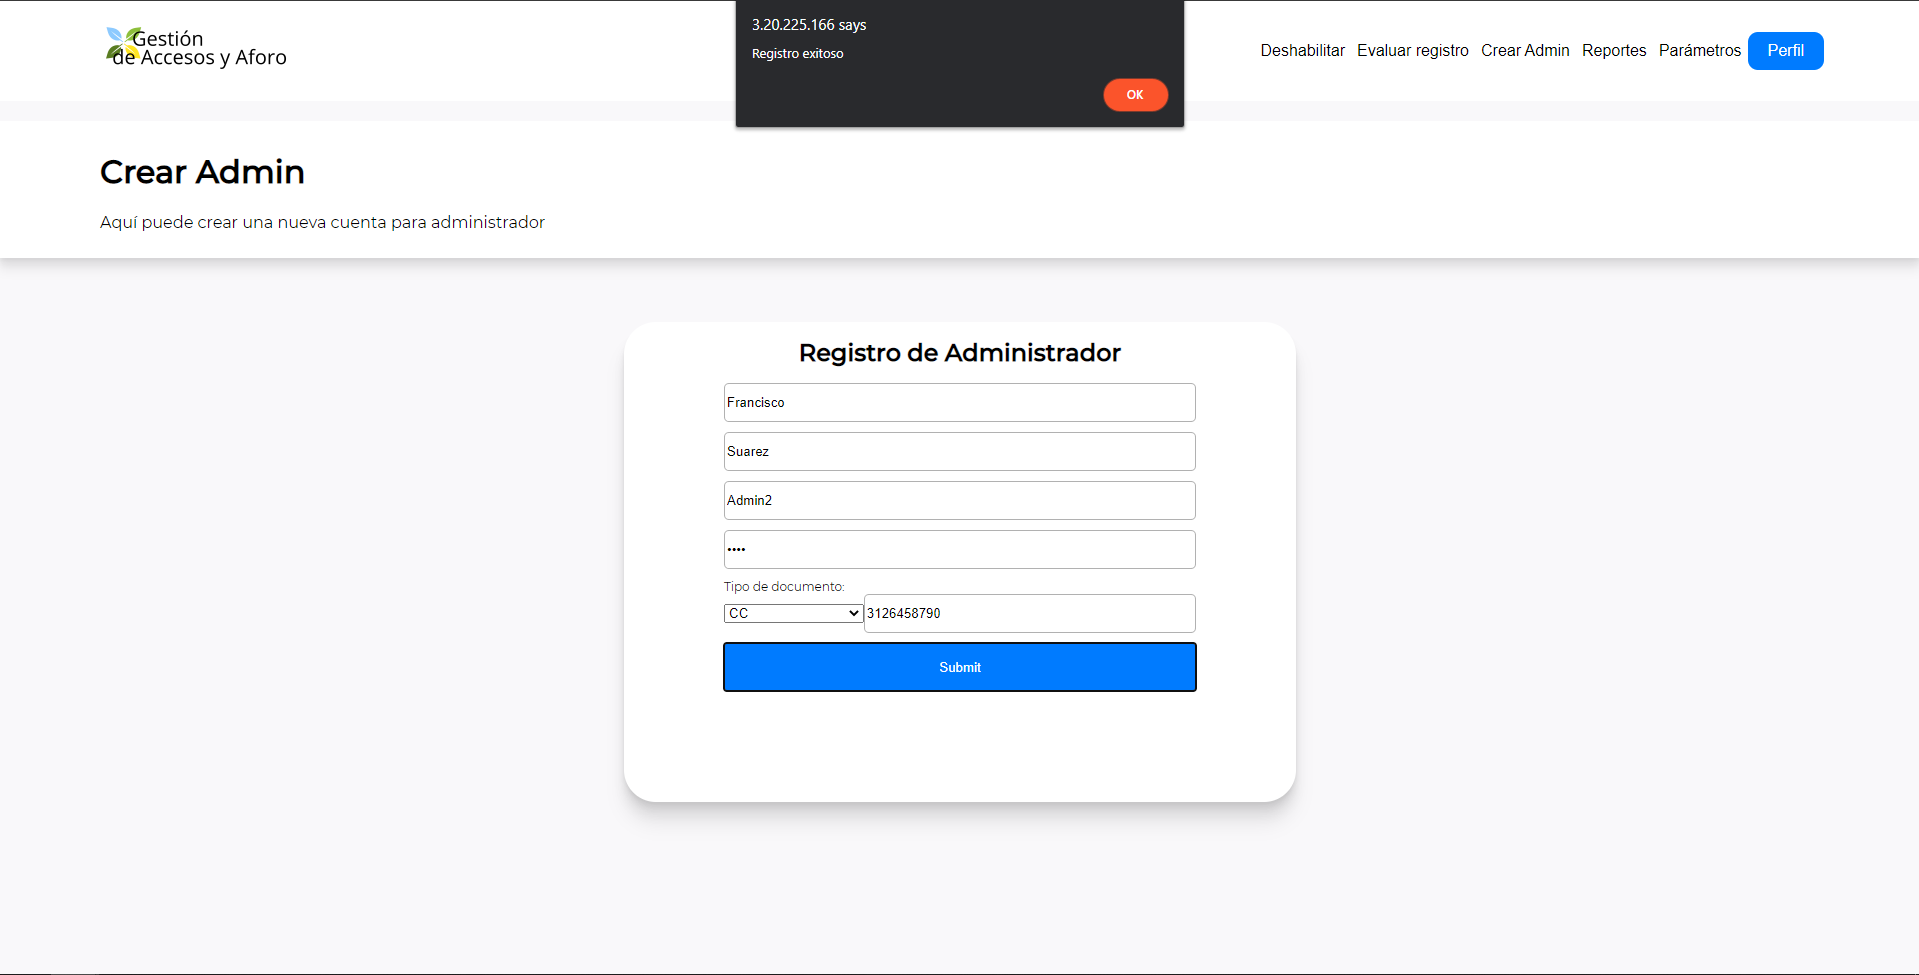 Gestión
de Accesos y Aforo
3.20.225.166 says
Registro exitoso
OK
Deshabilitar Evaluar registro Crear Admin Reportes Parámetros Perfil
Crear Admin
Aquí puede crear una nueva cuenta para administrador
Registro de Administrador
Francisco
Suarez
Admin2
••••
Tipo de documento:
CC 3126458790
Submit